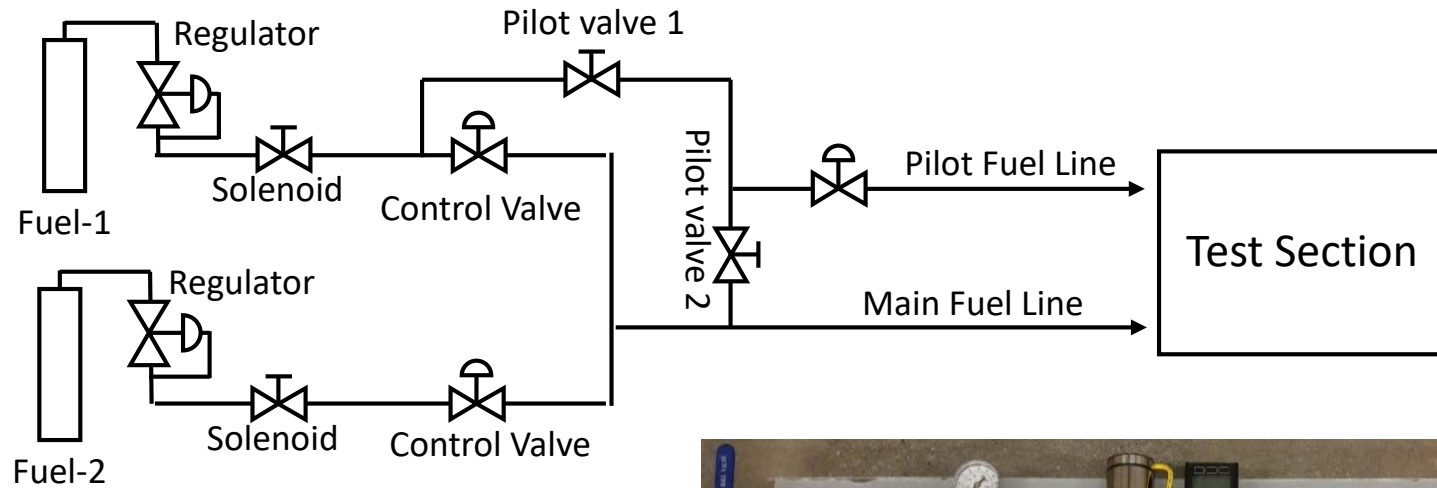 Pilot valve 1
Regulator
Solenoid
Control Valve
Fuel-1
Pilot valve 2
Pilot Fuel Line
Test Section
Regulator
Main Fuel Line
Solenoid
Control Valve
Fuel-2